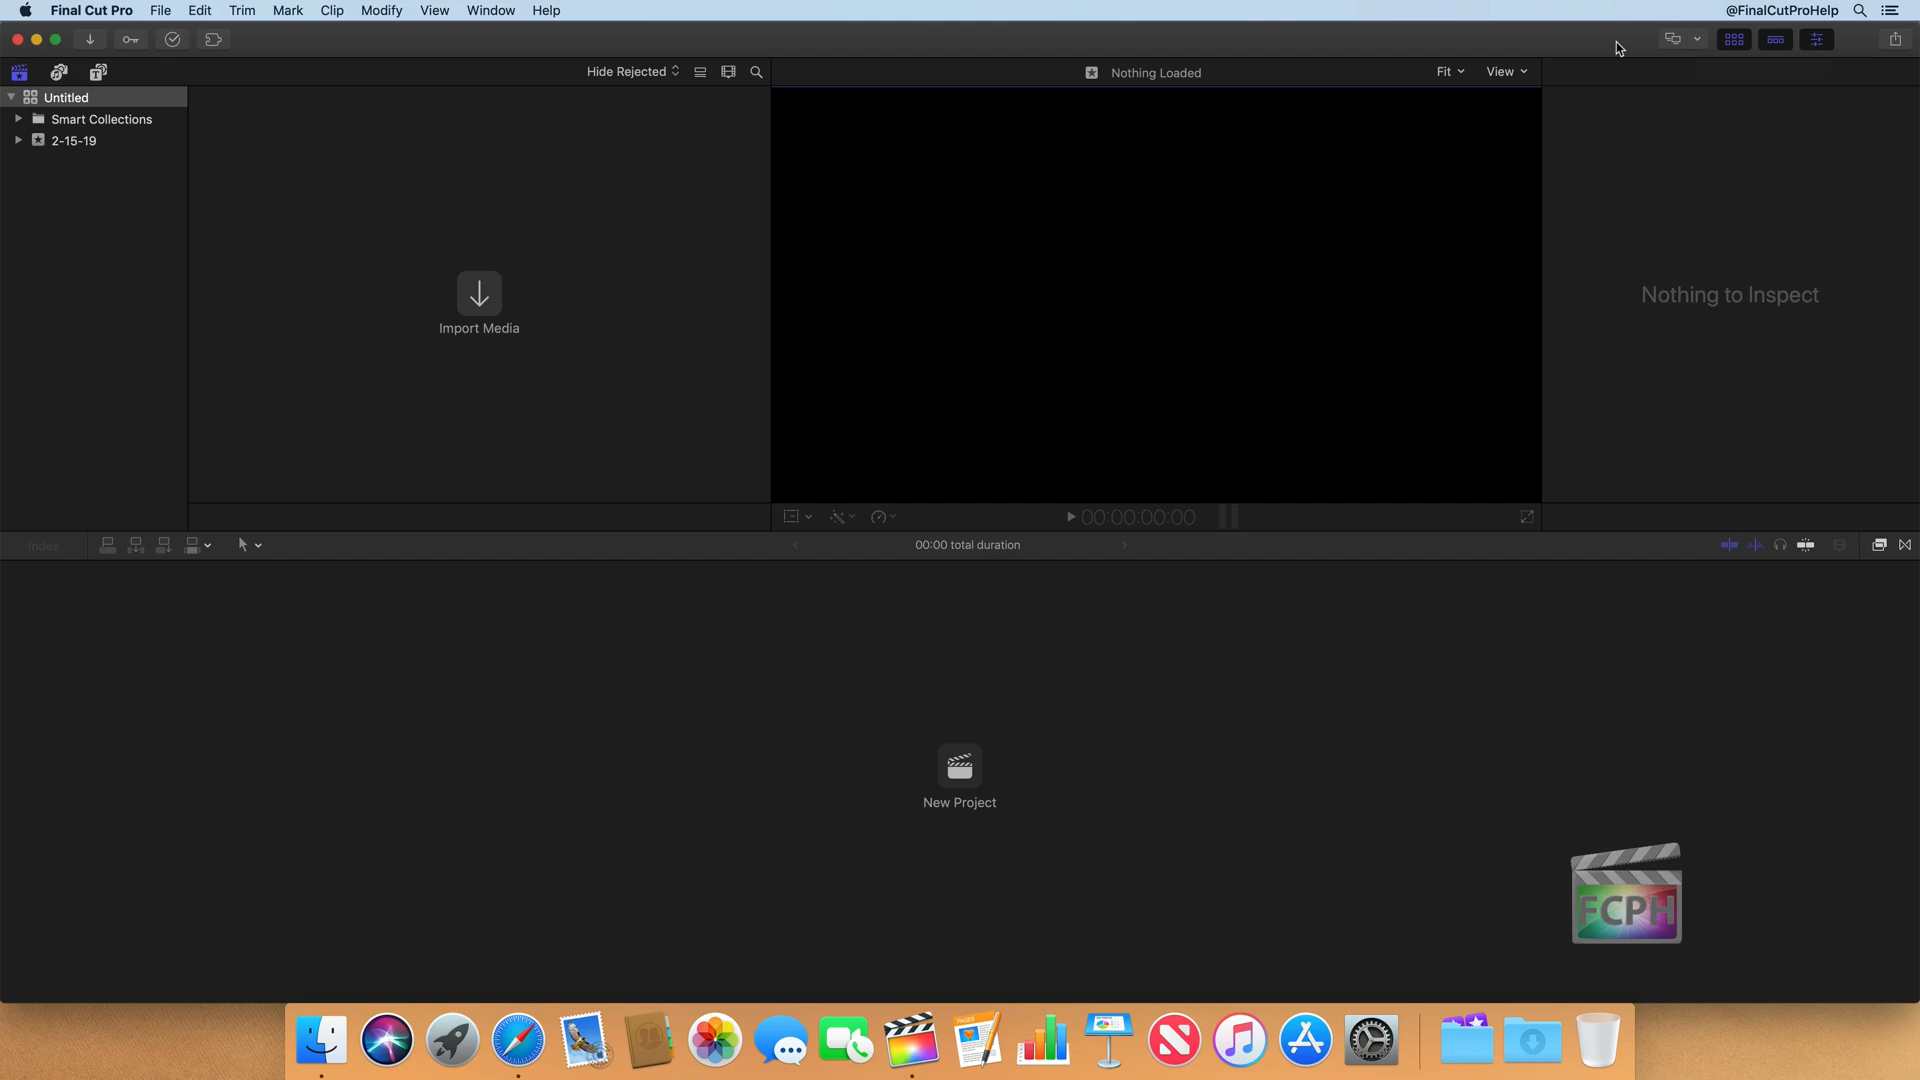 Final Cut Pro File Edit Trim Mark Clip Modify View Window Help @FinalCutProHelp
Hide Rejected Nothing Loaded Fit View
Untitled
Smart Collections
2-15-19
Nothing to Inspect
Import Media
00:00:00:00
Index 00:00 total duration
New Project
FCPH
PAGES